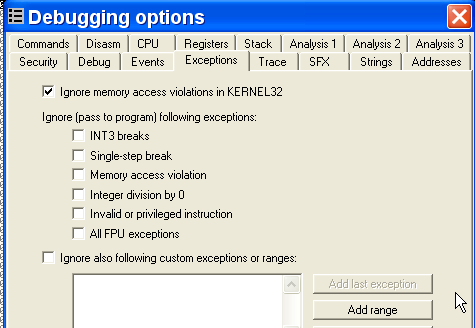 Debugging options
Commands Disasm CPU Registers Stack Analysis 1 Analysis 2 Analysis 3
Security Debug Events Exceptions Trace SFX Strings Addresses
Ignore memory access violations in KERNEL32
Ignore (pass to program) following exceptions:
INT3 breaks
Single-step break
Memory access violation
Integer division by 0
Invalid or privileged instruction
All FPU exceptions
Ignore also following custom exceptions or ranges:
Add last exception
Add range